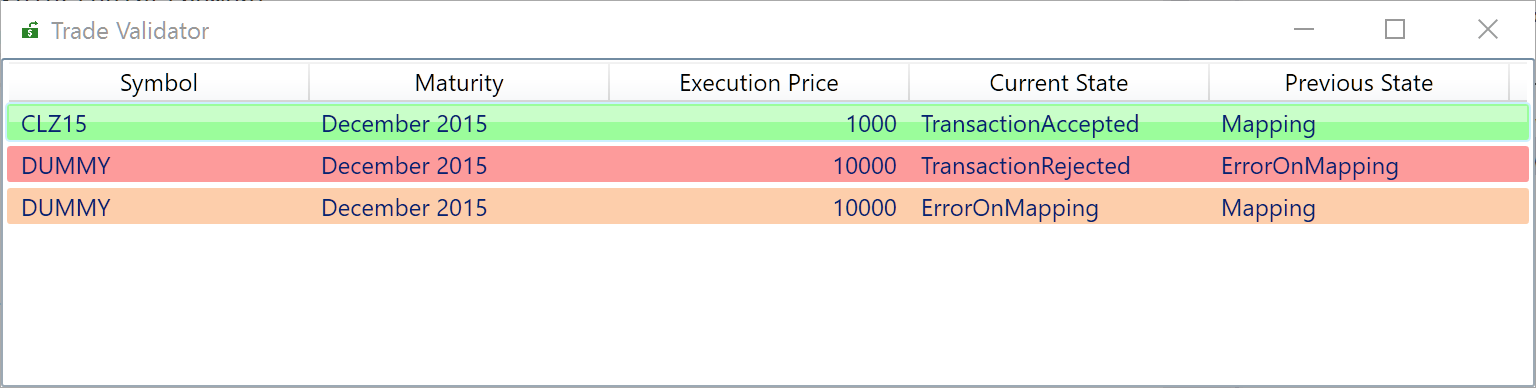 Trade Validator
Symbol Maturity Execution Price Current State Previous State
CLZ15 December 2015 1000 TransactionAccepted Mapping
DUMMY December 2015 10000 TransactionRejected ErrorOnMapping
DUMMY December 2015 10000 ErrorOnMapping Mapping